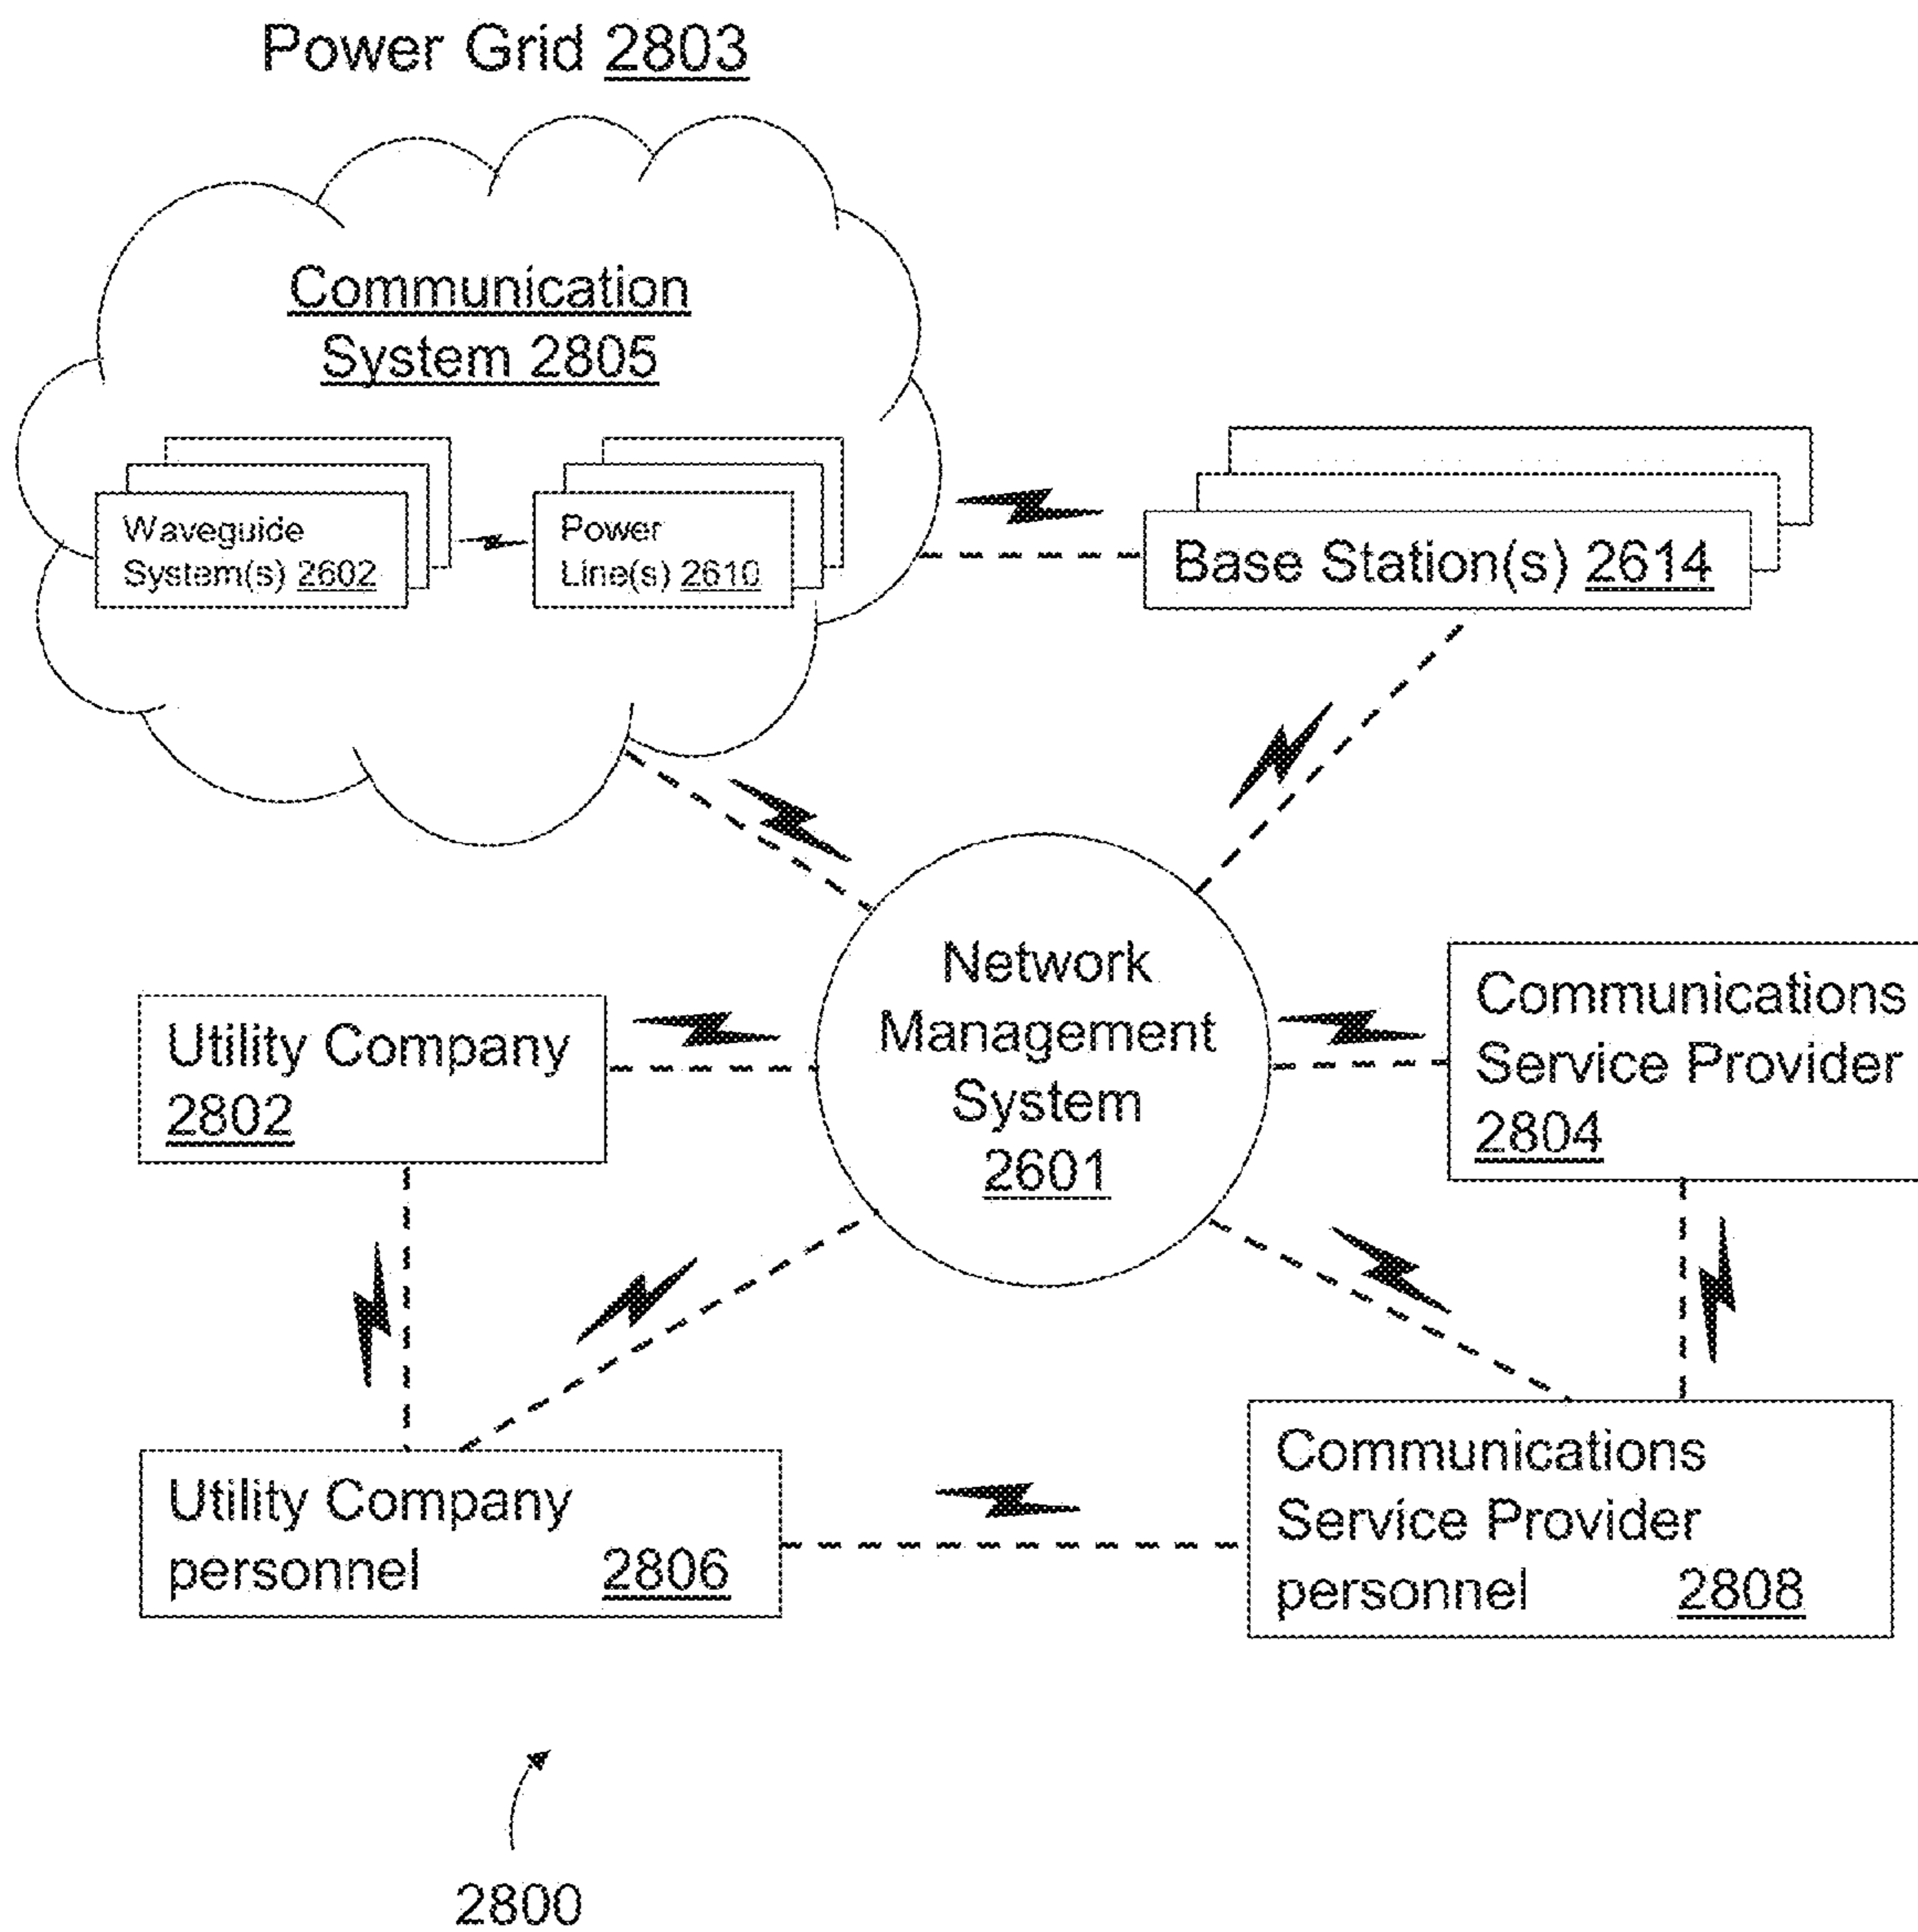 Power Grid 2803
Communication
System 2805
Waveguide
System(s) 2602
Power
Line(s) 2610
Base Station(s) 2614
Network
Management
System
2601
Utility Company
2802
Communications
Service Provider
2804
Utility Company
personnel 2806
Communications
Service Provider
personnel 2808
2800